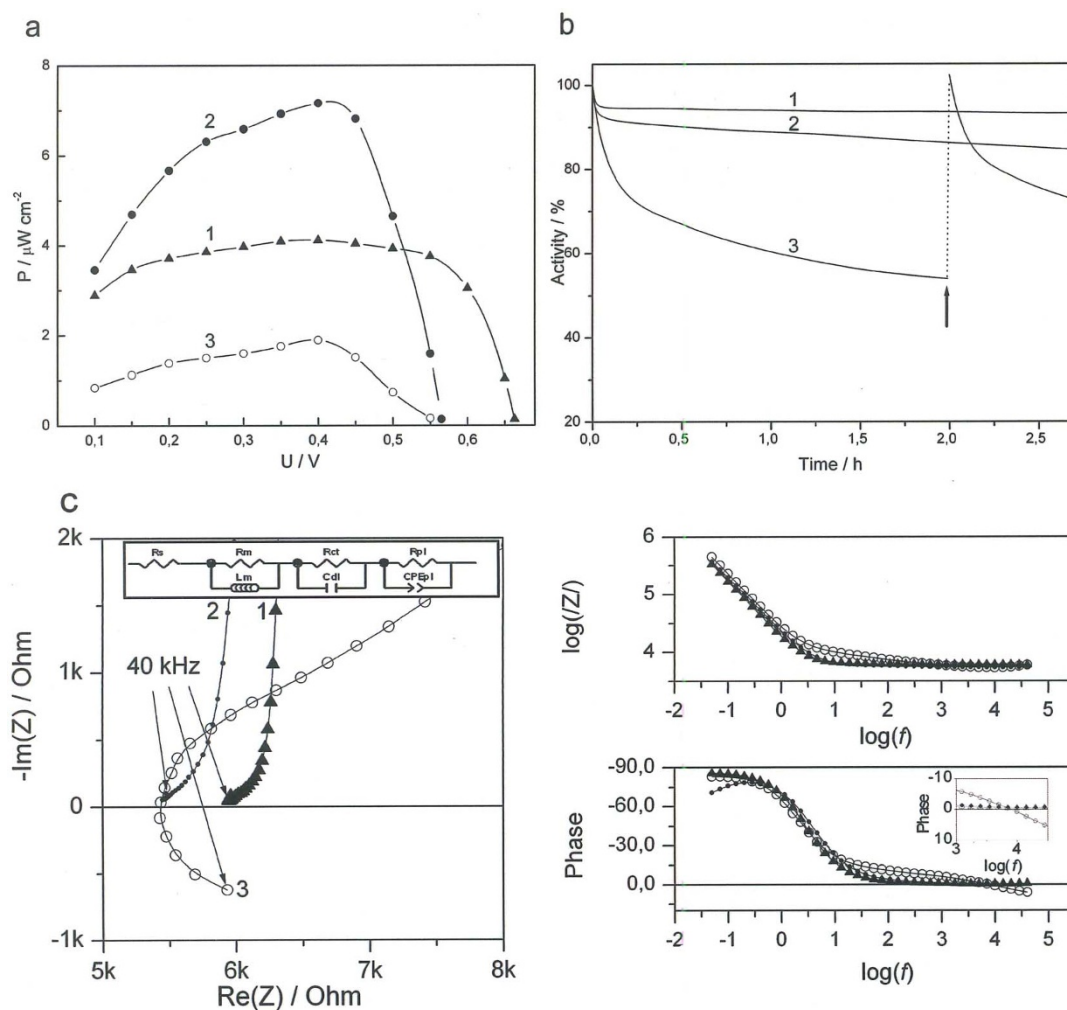 a
8
6
4
2
0
P / μW cm⁻²
2
1
3
0,1 0,2 0,3 0,4 0,5 0,6
U / V
b
100
80
60
40
20
Activity / %
1
2
3
0,0 0,5 1,0 1,5 2,0 2,5
Time / h
c
2k
1k
0
-1k
-Im(Z) / Ohm
Rs Rm Rct Rpl
Lm Cdl CPEpl
2 1
40 kHz
3
5k 6k 7k 8k
Re(Z) / Ohm
6
5
4
log(/Z/)
-2 -1 0 1 2 3 4 5
log(f)
-90,0
-60,0
-30,0
0,0
Phase
-10
0
10
Phase
3 4
log(f)
-2 -1 0 1 2 3 4 5
log(f)